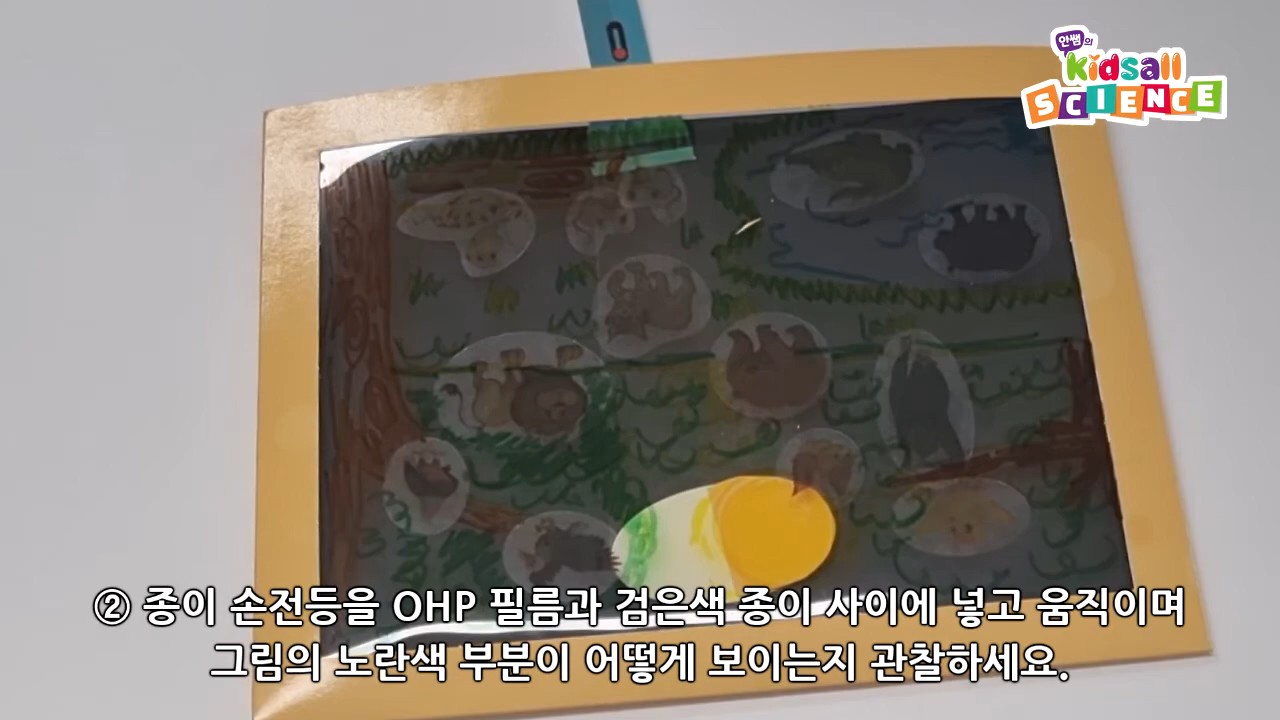 안쌤의
kidsall
SCIENCE
② 종이 손전등을 OHP 필름과 검은색 종이 사이에 넣고 움직이며
그림의 노란색 부분이 어떻게 보이는지 관찰하세요.